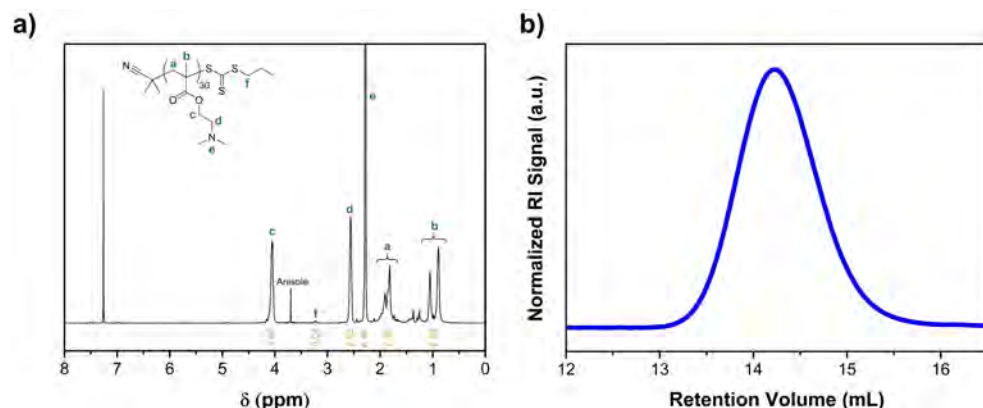 a)
b)
8 7 6 5 4 3 2 1 0
δ (ppm)
NC
a
b
30
S
S
S
f
O
O
c
d
N
e
e
d
c
Anisole
f
a
b
Normalized RI Signal (a.u.)
12 13 14 15 16
Retention Volume (mL)